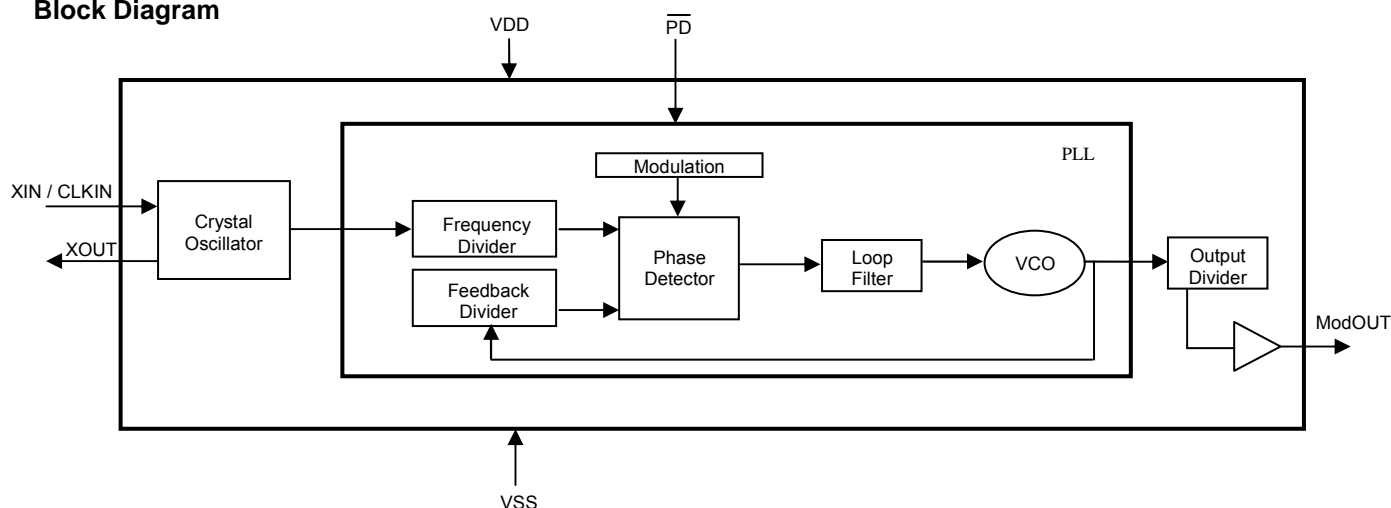 Block Diagram
VDD
PD
PLL
Modulation
XIN / CLKIN
XOUT
Crystal
Oscillator
Frequency
Divider
Feedback
Divider
Phase
Detector
Loop
Filter
VCO
Output
Divider
ModOUT
VSS